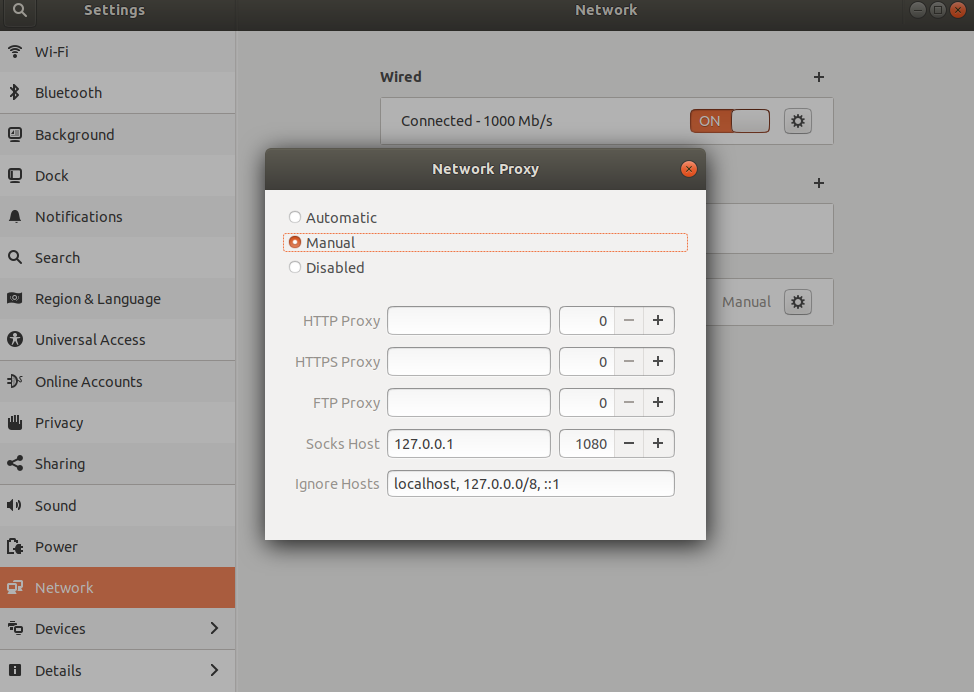 Settings
Network
Wi-Fi
Bluetooth
Background
Dock
Notifications
Search
Region & Language
Universal Access
Online Accounts
Privacy
Sharing
Sound
Power
Network
Devices
Details
Wired
Connected - 1000 Mb/s
ON
Manual
Network Proxy
Automatic
Manual
Disabled
HTTP Proxy 0
HTTPS Proxy 0
FTP Proxy 0
Socks Host 127.0.0.1 1080
Ignore Hosts localhost, 127.0.0.0/8, ::1